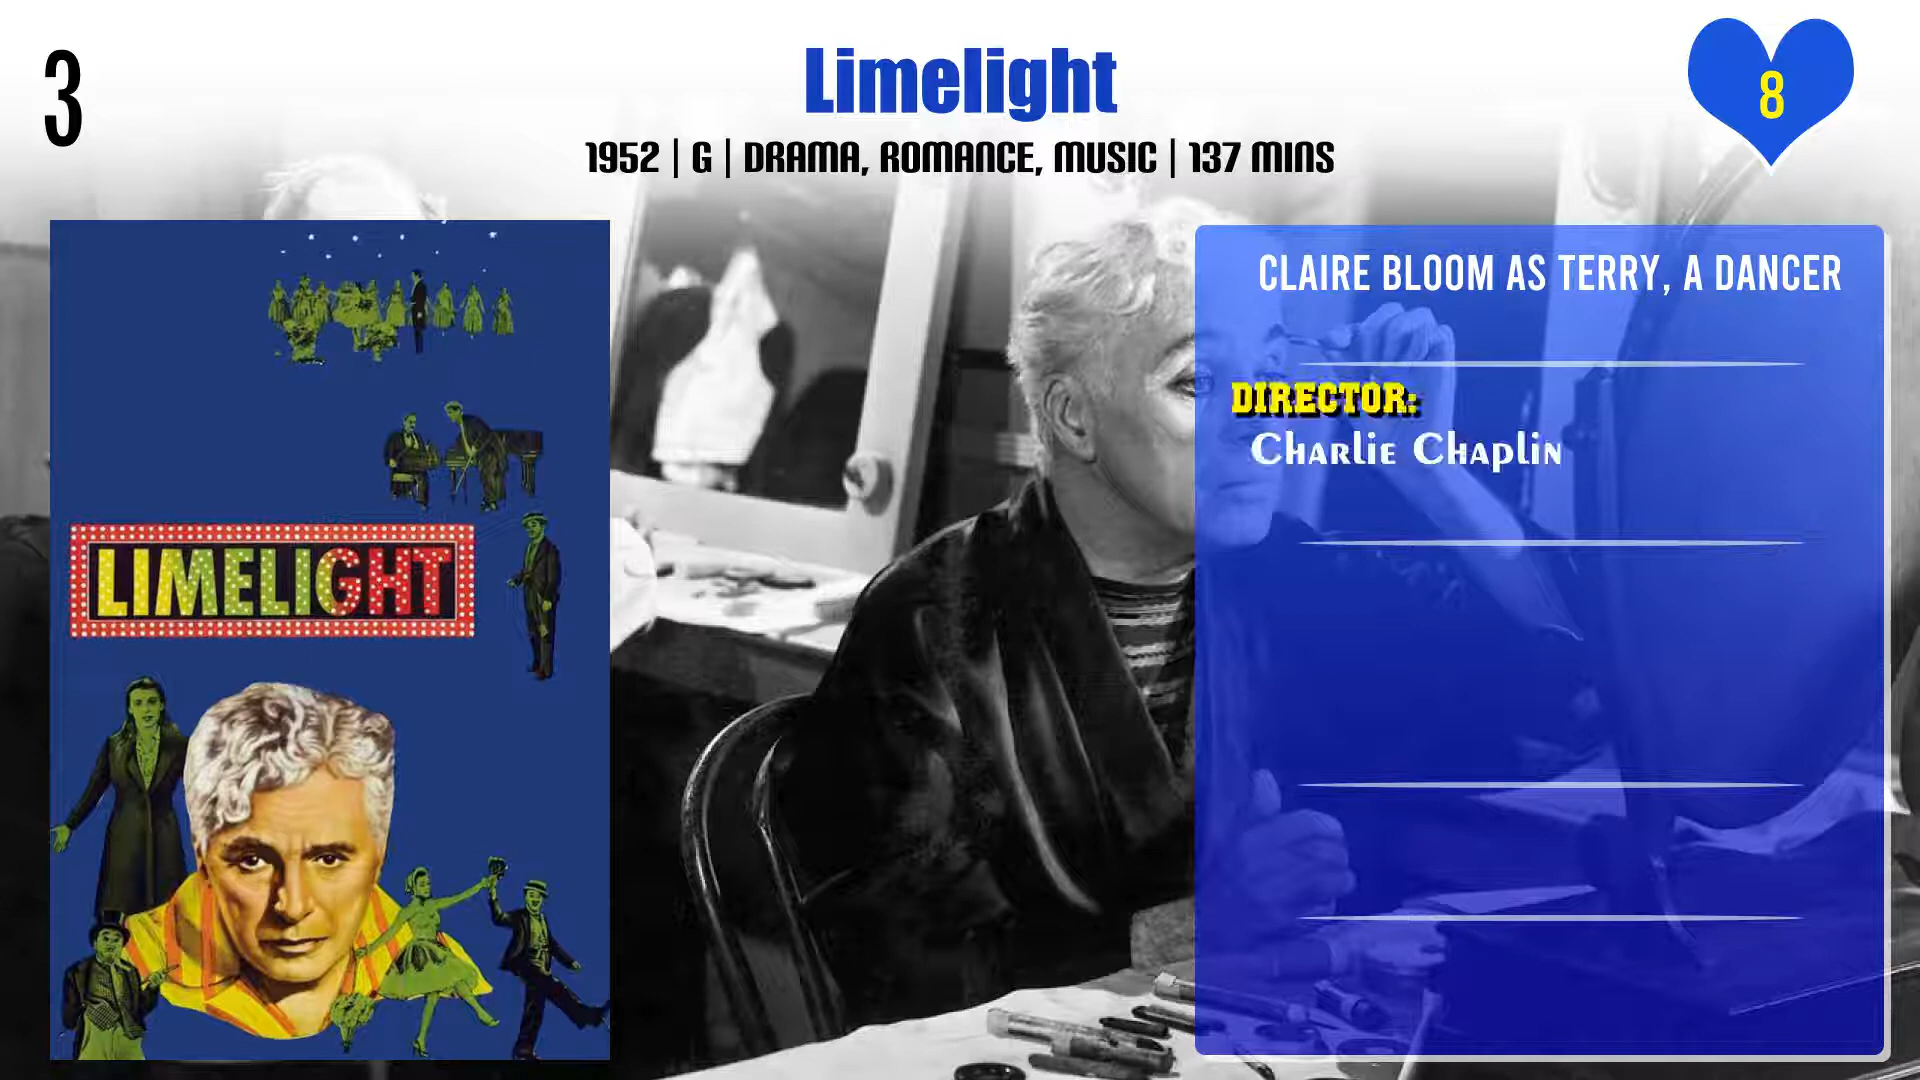 3
Limelight
8
1952 | G | DRAMA, ROMANCE, MUSIC | 137 MINS
LIMELIGHT
CLAIRE BLOOM AS TERRY, A DANCER
DIRECTOR:
Charlie Chaplin